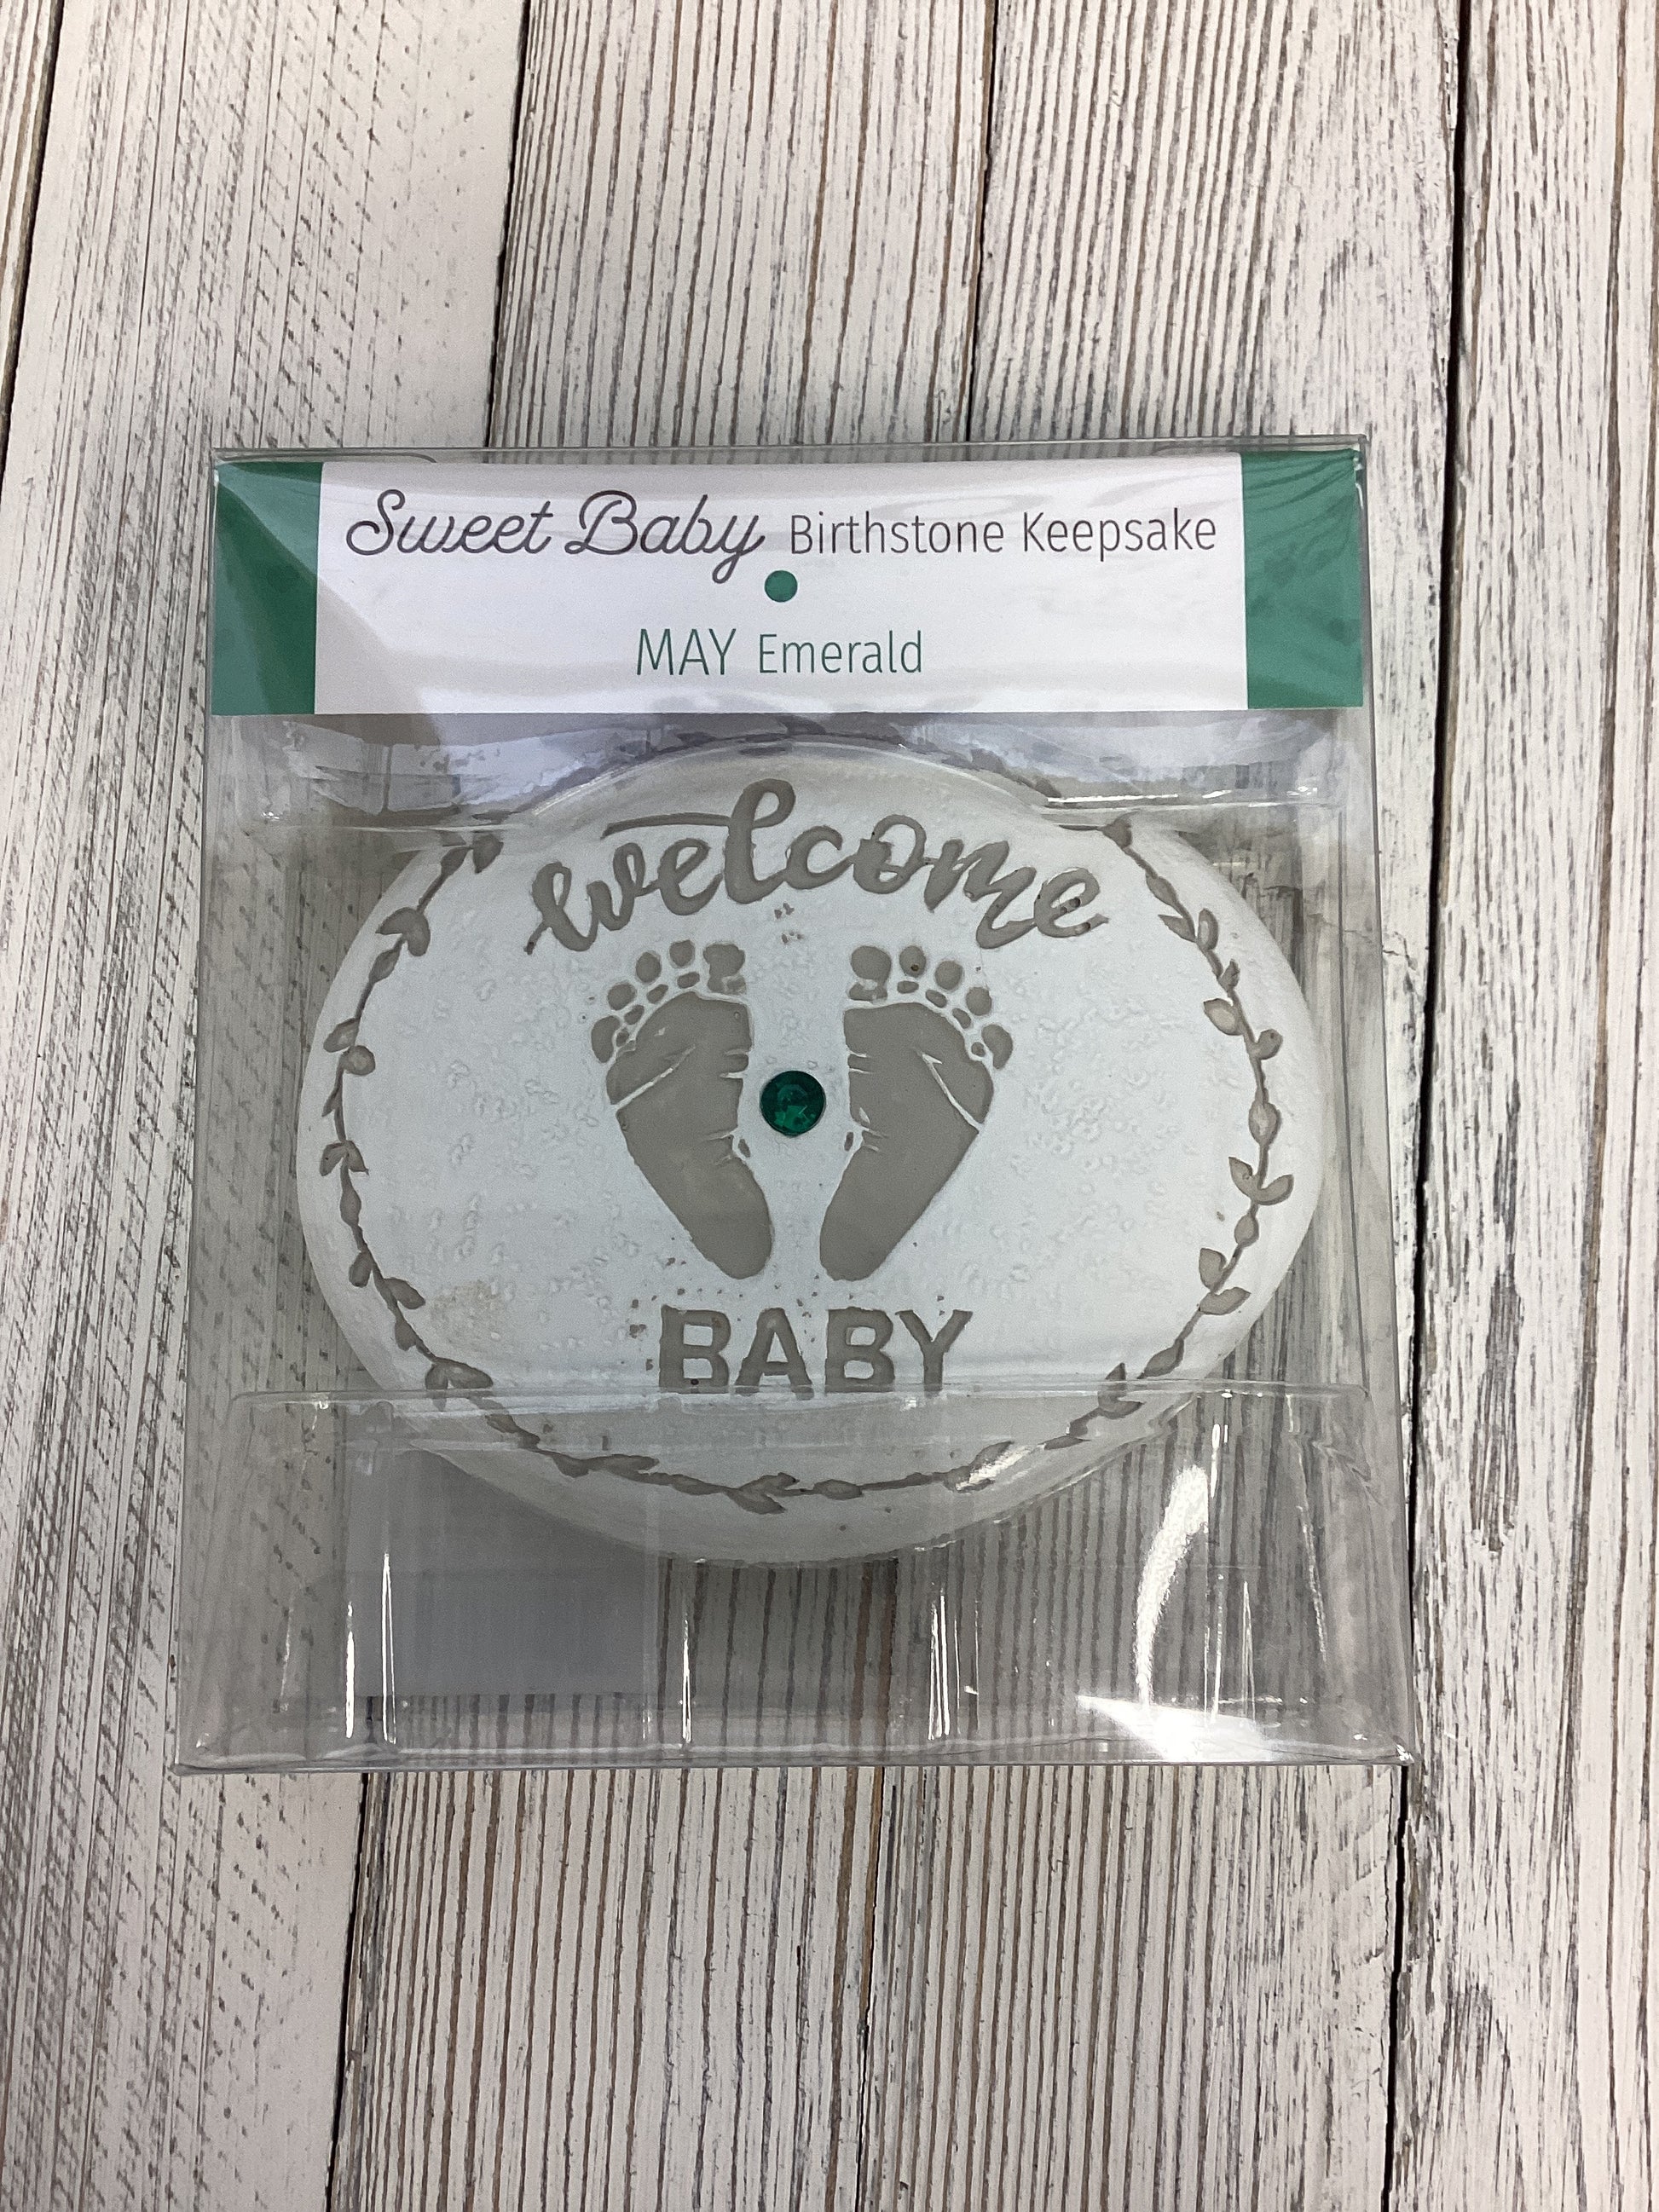 Sweet Baby Birthstone Keepsake
MAY Emerald
welcome
BABY